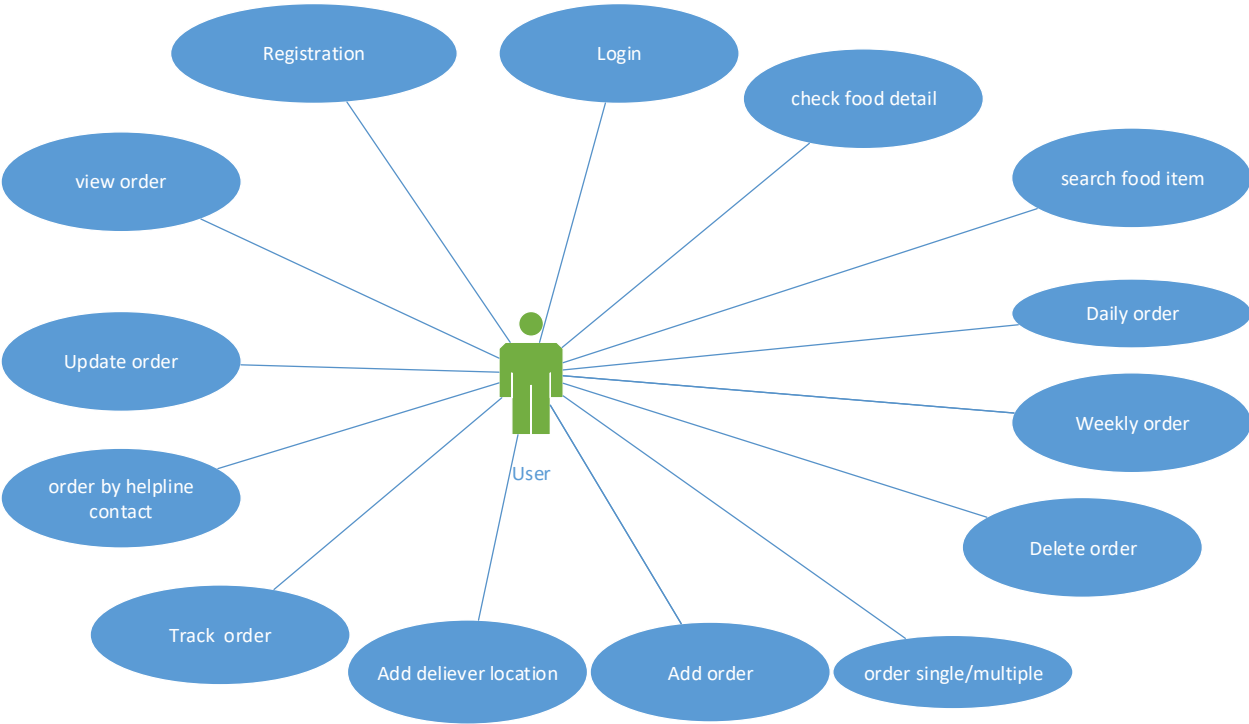 Registration
Login
check food detail
view order
search food item
Daily order
Update order
Weekly order
User
order by helpline
contact
Delete order
Track  order
Add deliever location
Add order
order single/multiple